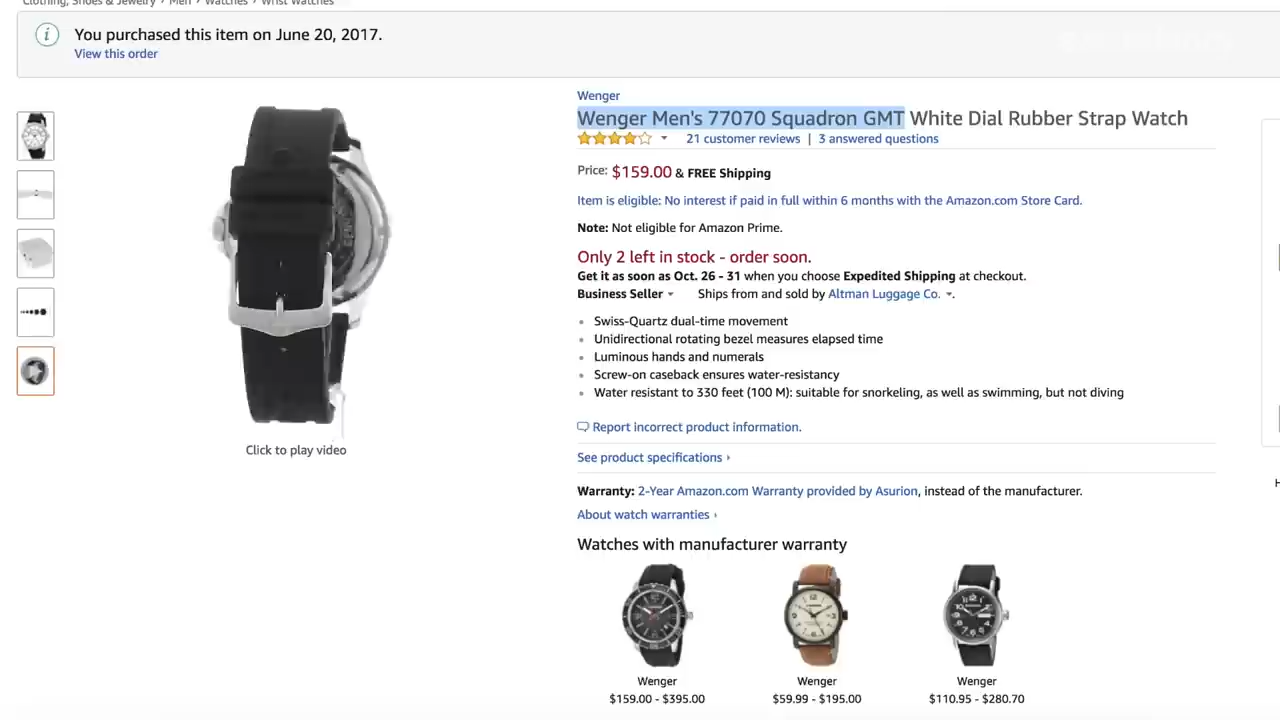 Clothing, Shoes & Jewelry › Men › Watches › Wrist Watches
You purchased this item on June 20, 2017.
View this order
Wenger
Wenger Men's 77070 Squadron GMT White Dial Rubber Strap Watch
21 customer reviews | 3 answered questions
Price: $159.00 & FREE Shipping
Item is eligible: No interest if paid in full within 6 months with the Amazon.com Store Card.
Note: Not eligible for Amazon Prime.
Only 2 left in stock - order soon.
Get it as soon as Oct. 26 - 31 when you choose Expedited Shipping at checkout.
Business Seller Ships from and sold by Altman Luggage Co. .
Swiss-Quartz dual-time movement
Unidirectional rotating bezel measures elapsed time
Luminous hands and numerals
Screw-on caseback ensures water-resistancy
Water resistant to 330 feet (100 M): suitable for snorkeling, as well as swimming, but not diving
Click to play video
Report incorrect product information.
See product specifications ›
Warranty: 2-Year Amazon.com Warranty provided by Asurion, instead of the manufacturer.
About watch warranties ›
Watches with manufacturer warranty
Wenger
$159.00 - $395.00
Wenger
$59.99 - $195.00
Wenger
$110.95 - $280.70